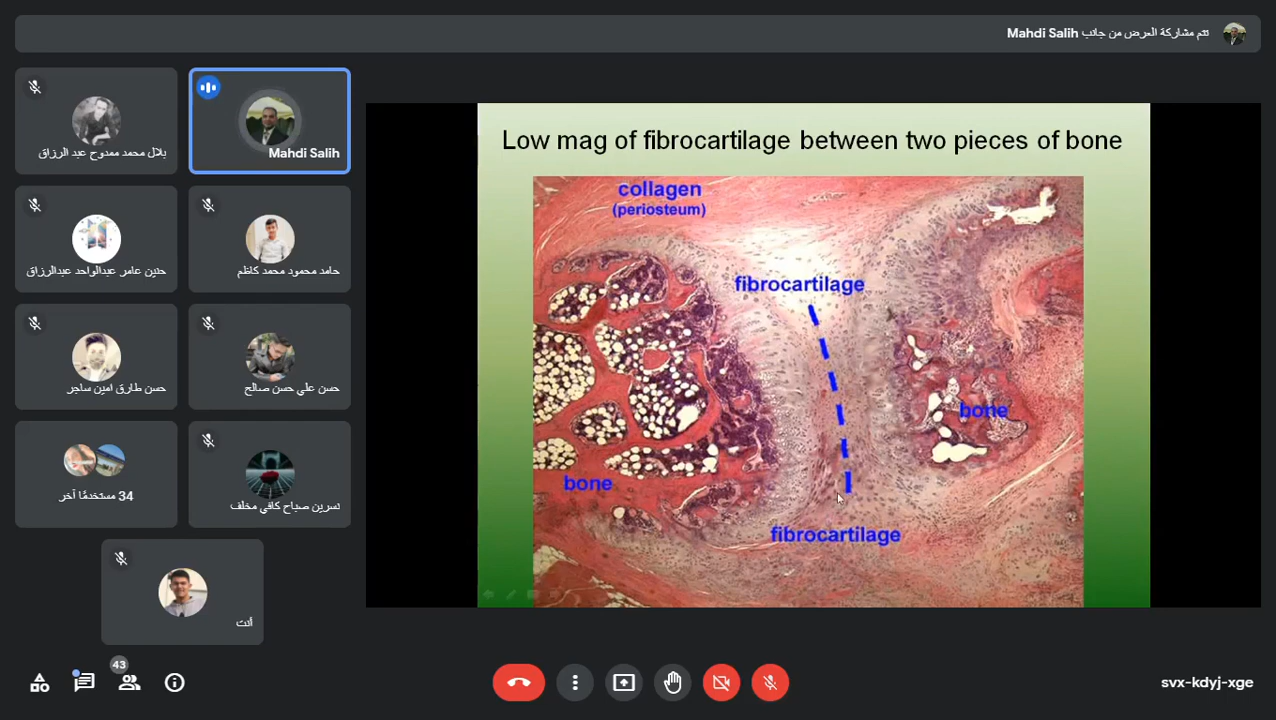 تتم مشاركة العرض من جانب Mahdi Salih
بلال محمد ممدوح عبد الرزاق
Mahdi Salih
حنين عامر عبدالواحد عبدالرزاق
حامد محمود محمد كاظم
حسن طارق امين ساجر
حسن علي حسن صالح
34 مستخدمًا آخر
نسرين صباح كافي مخلف
أنت
Low mag of fibrocartilage between two pieces of bone
collagen
(periosteum)
fibrocartilage
bone
bone
fibrocartilage
43
svx-kdyj-xge